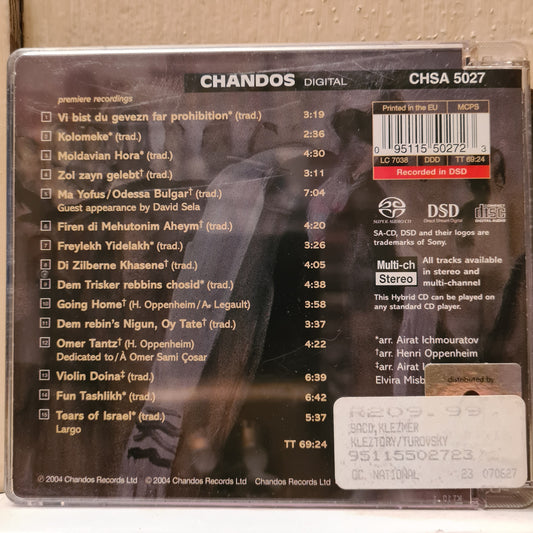 CHANDOS DIGITAL CHSA 5027
premiere recordings
1 Vi bist du gevezn far prohibition* (trad.) 3:19
2 Kolomeke* (trad.) 2:36
3 Moldavian Hora* (trad.) 4:30
4 Zol zayn gelebt† (trad.) 3:11
5 Ma Yofus/Odessa Bulgar† (trad.) 7:04
Guest appearance by David Sela
6 Firen di Mehutonim Aheym† (trad.) 4:20
7 Freylekh Yidelakh* (trad.) 3:26
8 Di Zilberne Khasene† (trad.) 4:05
9 Dem Trisker rebbins chosid* (trad.) 4:38
10 Going Home† (H. Oppenheim/A. Legault) 3:58
11 Dem rebin's Nigun, Oy Tate† (trad.) 3:37
12 Omer Tantz† (H. Oppenheim) 4:22
Dedicated to/À Omer Sami Çosar
13 Violin Doina‡ (trad.) 6:39
14 Fun Tashlikh* (trad.) 6:42
15 Tears of Israel* (trad.) 5:37
Largo
TT 69:24
℗ 2004 Chandos Records Ltd © 2004 Chandos Records Ltd
Printed in the EU MCPS
0 95115 50272 3
LC 7038 DDD TT 69:24
Recorded in DSD
SUPER AUDIO CD
DSD
Direct Stream Digital
COMPACT
disc
DIGITAL AUDIO
SA-CD, DSD and their logos are
trademarks of Sony.
Multi-ch
Stereo
All tracks available
in stereo and
multi-channel
This Hybrid CD can be played on
any standard CD player.
*arr. Airat Ichmouratov
†arr. Henri Oppenheim
‡arr. Airat
Elvira
distributed by
R209.99
SACD,KLEZMER
KLEZTORY/TUROVSKY
95115502723
QC. NATIONAL 23 070627